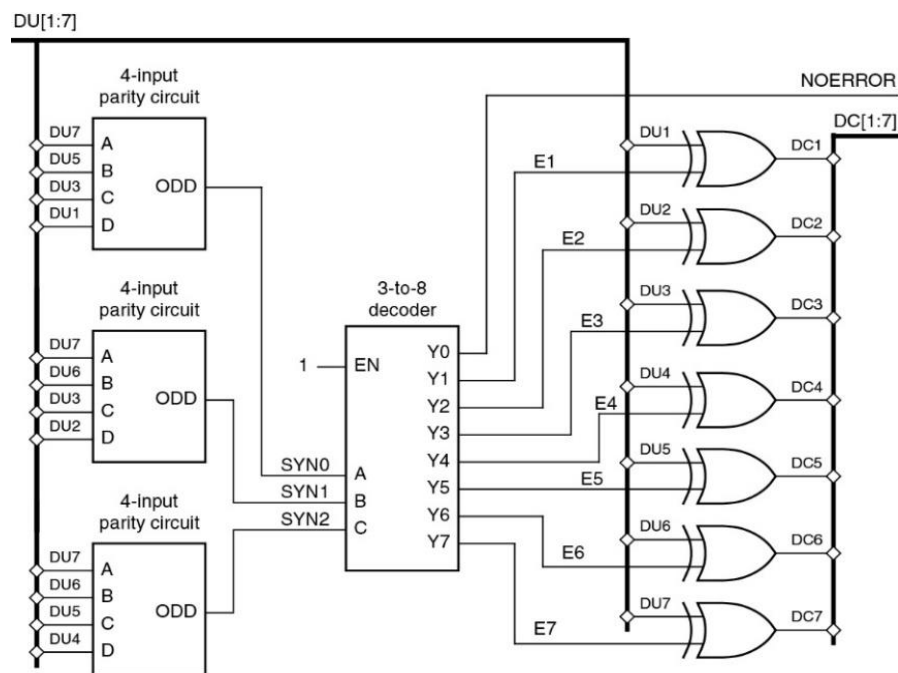 DU[1:7]
4-input
parity circuit
DU7
DU5
DU3
DU1
A
B
C
D
ODD
4-input
parity circuit
DU7
DU6
DU3
DU2
A
B
C
D
ODD
4-input
parity circuit
DU7
DU6
DU5
DU4
A
B
C
D
ODD
SYN0
SYN1
SYN2
3-to-8
decoder
1
EN
A
B
C
Y0
Y1
Y2
Y3
Y4
Y5
Y6
Y7
NOERROR
DC[1:7]
DU1
E1
DC1
DU2
E2
DC2
DU3
E3
DC3
DU4
E4
DC4
DU5
E5
DC5
DU6
E6
DC6
DU7
E7
DC7